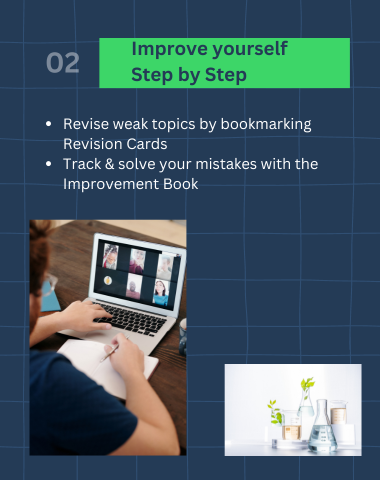 02
Improve yourself
Step by Step
• Revise weak topics by bookmarking
Revision Cards
• Track & solve your mistakes with the
Improvement Book